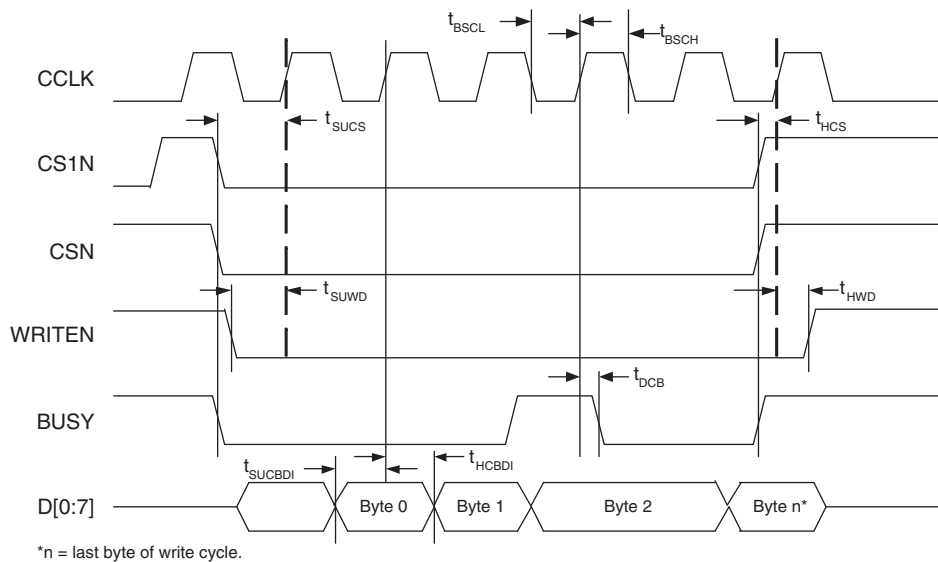 tBSCL
tBSCH
CCLK
tSUCS
tHCS
CS1N
CSN
tSUWD
tHWD
WRITEN
tDCB
BUSY
tSUCBDI
tHCBDI
D[0:7]
Byte 0
Byte 1
Byte 2
Byte n*
*n = last byte of write cycle.